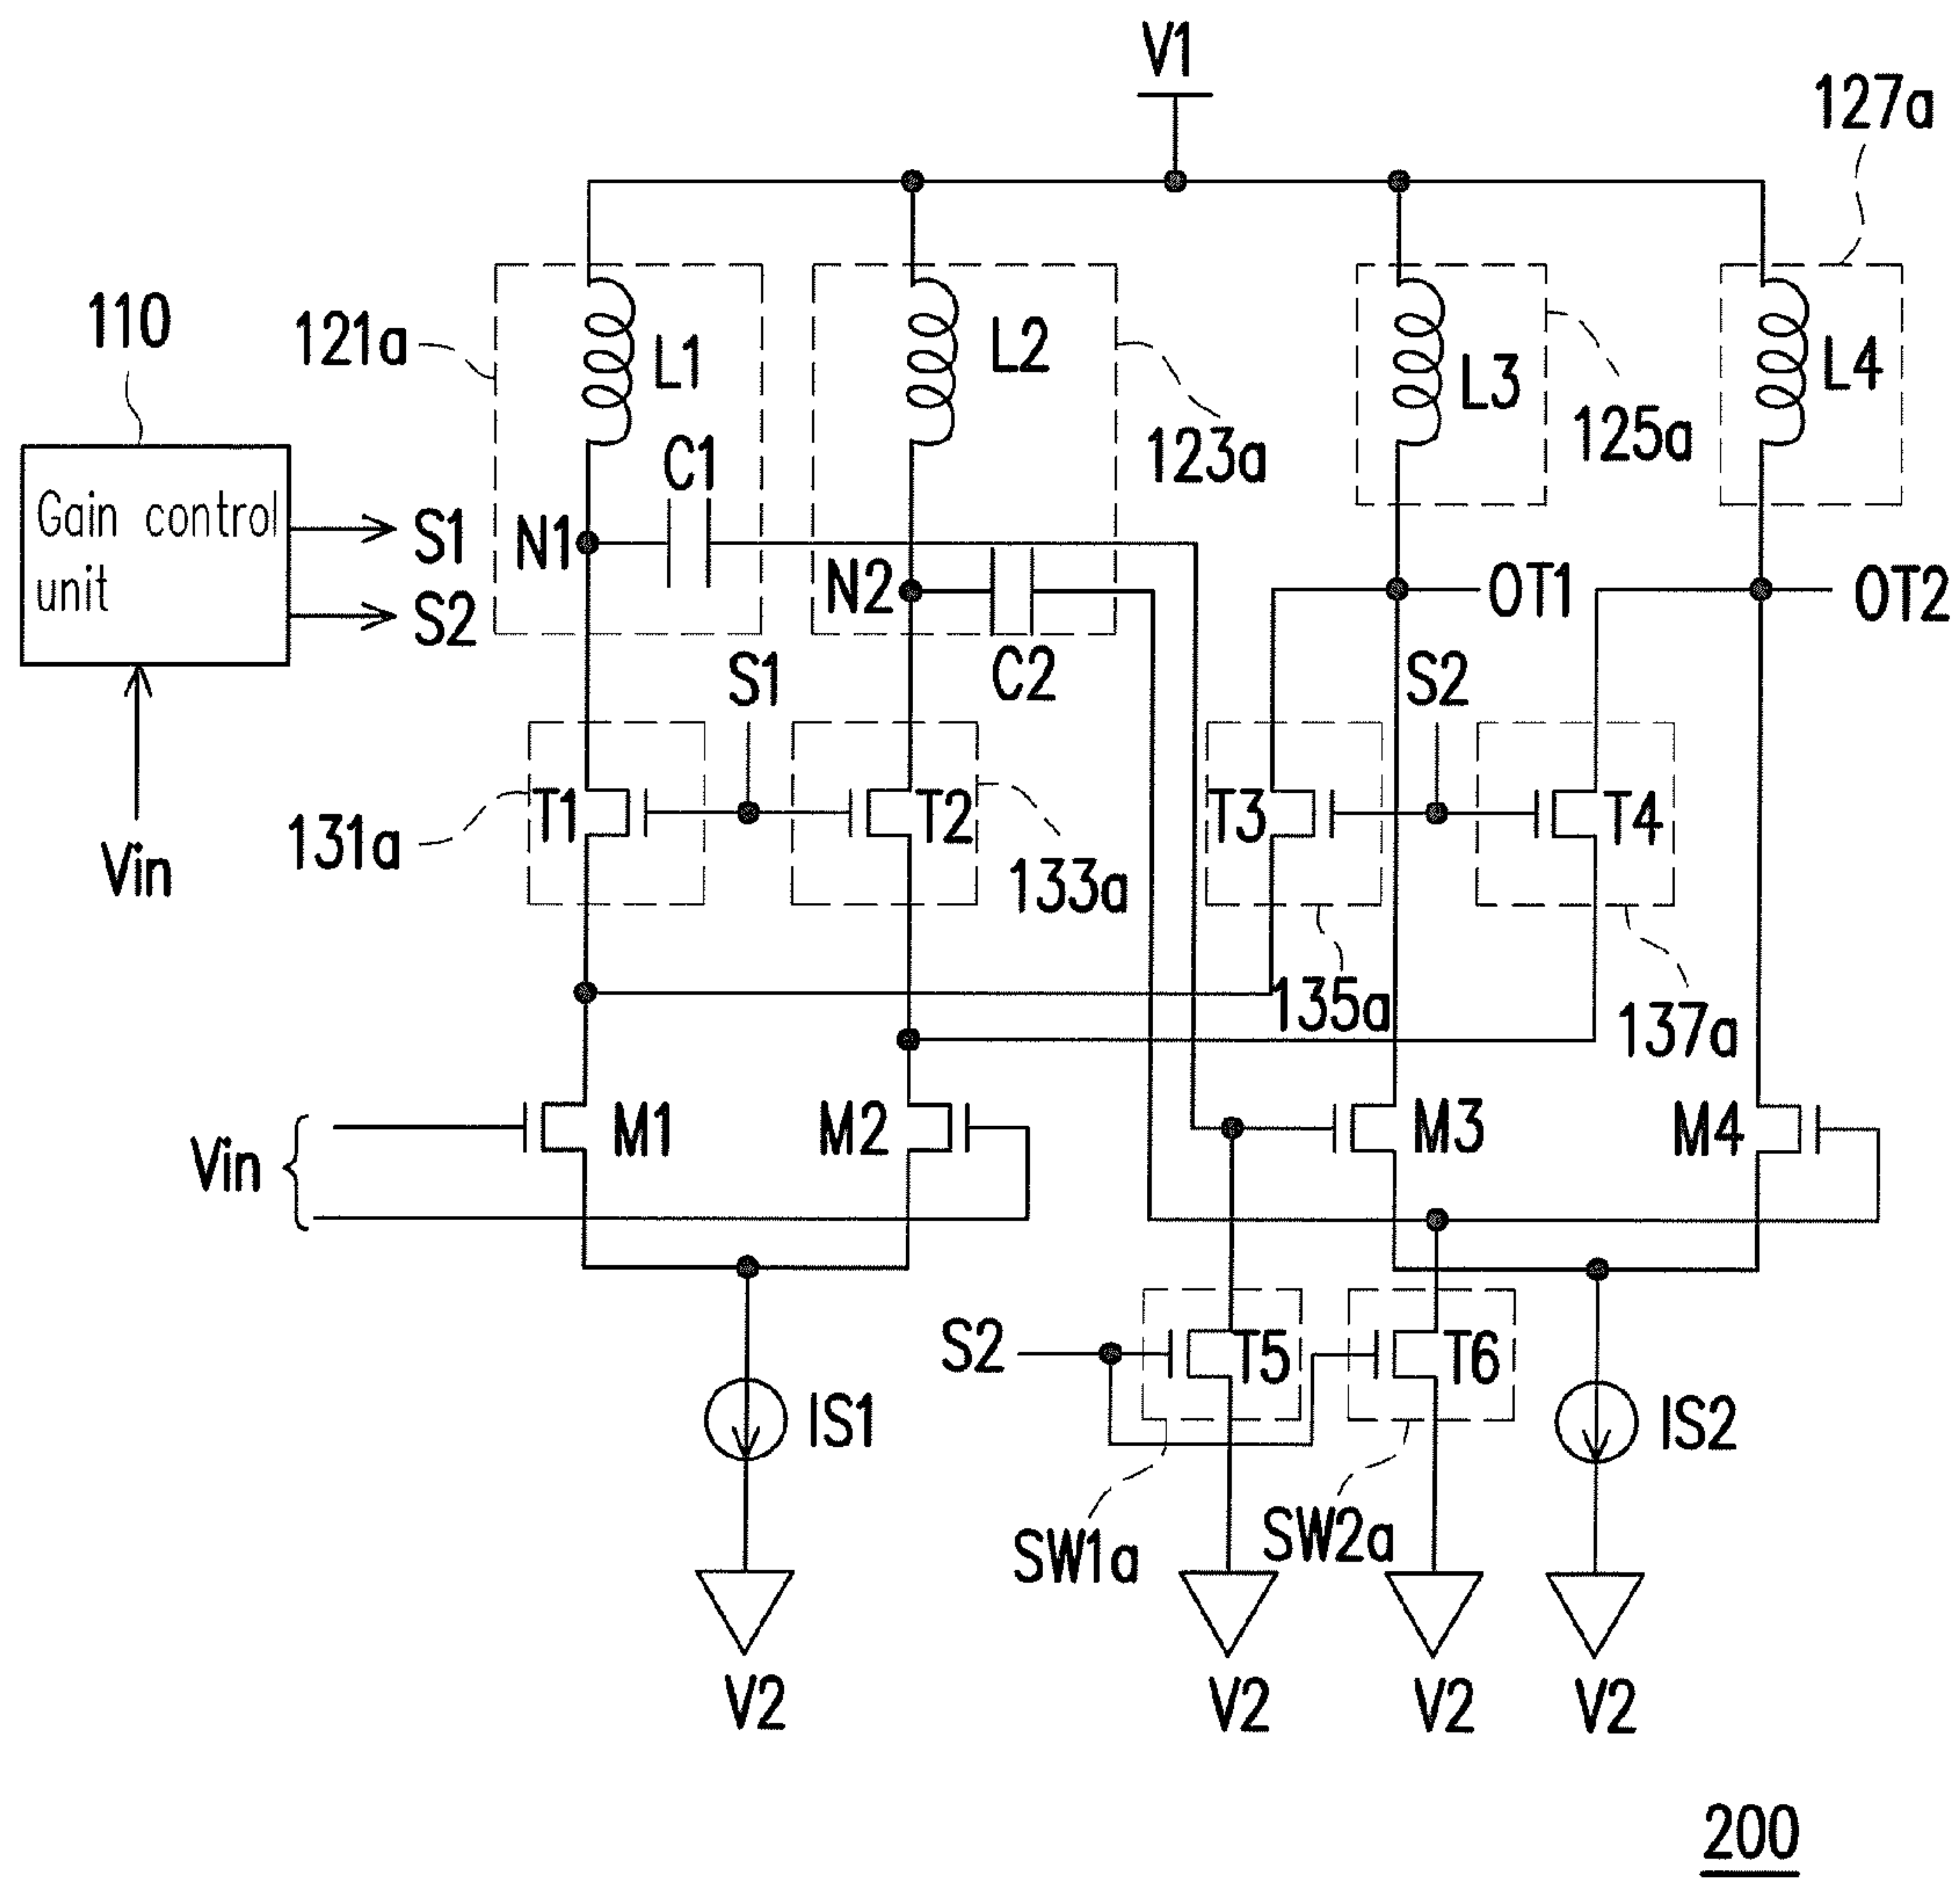 V1
127a
110
121a
L1
L2
L3
L4
123a
125a
C1
Gain control
unit
S1
S2
N1
N2
OT1
OT2
C2
S1
S2
T1
T2
T3
T4
131a
133a
135a
137a
Vin
M1
M2
M3
M4
Vin
S2
T5
T6
IS1
IS2
SW1a
SW2a
V2
V2
V2
V2
200